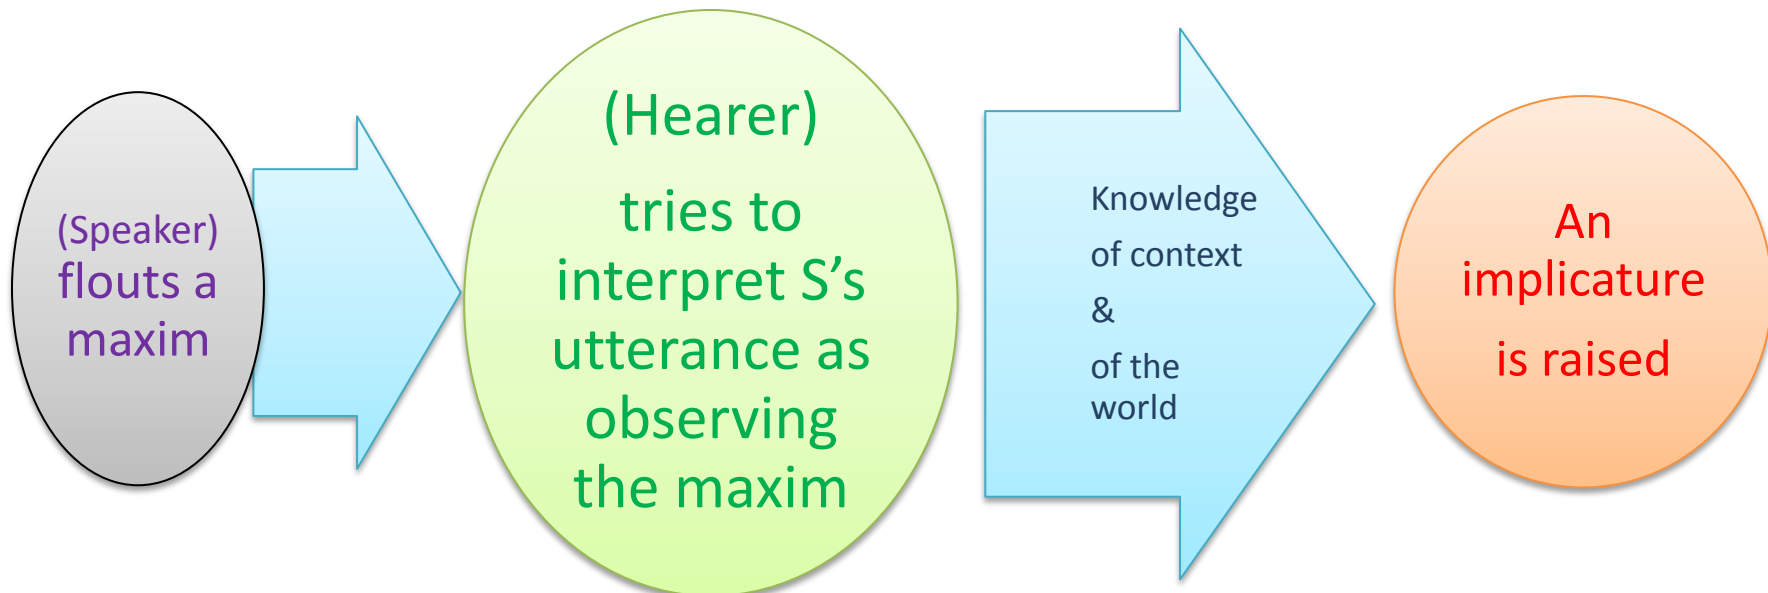 (Speaker)
flouts a
maxim
(Hearer)
tries to
interpret S’s
utterance as
observing
the maxim
Knowledge
of context
&
of the
world
An
implicature
is raised